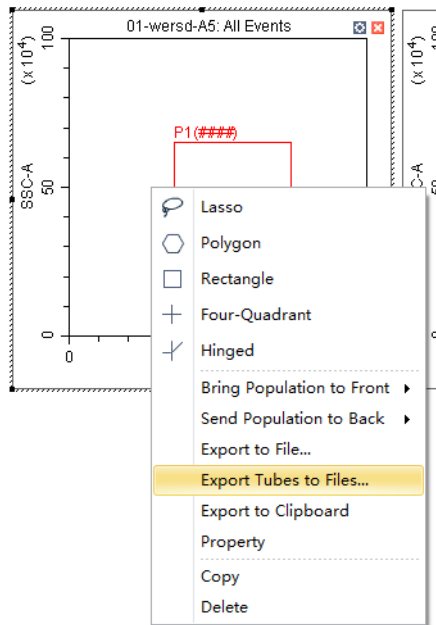 01-wersd-A5: All Events
(x 10⁴)
100
50
0
SSC-A
0
P1(####)
Lasso
Polygon
Rectangle
Four-Quadrant
Hinged
Bring Population to Front
Send Population to Back
Export to File...
Export Tubes to Files...
Export to Clipboard
Property
Copy
Delete
(x 10⁴)
100
50
0
C-A